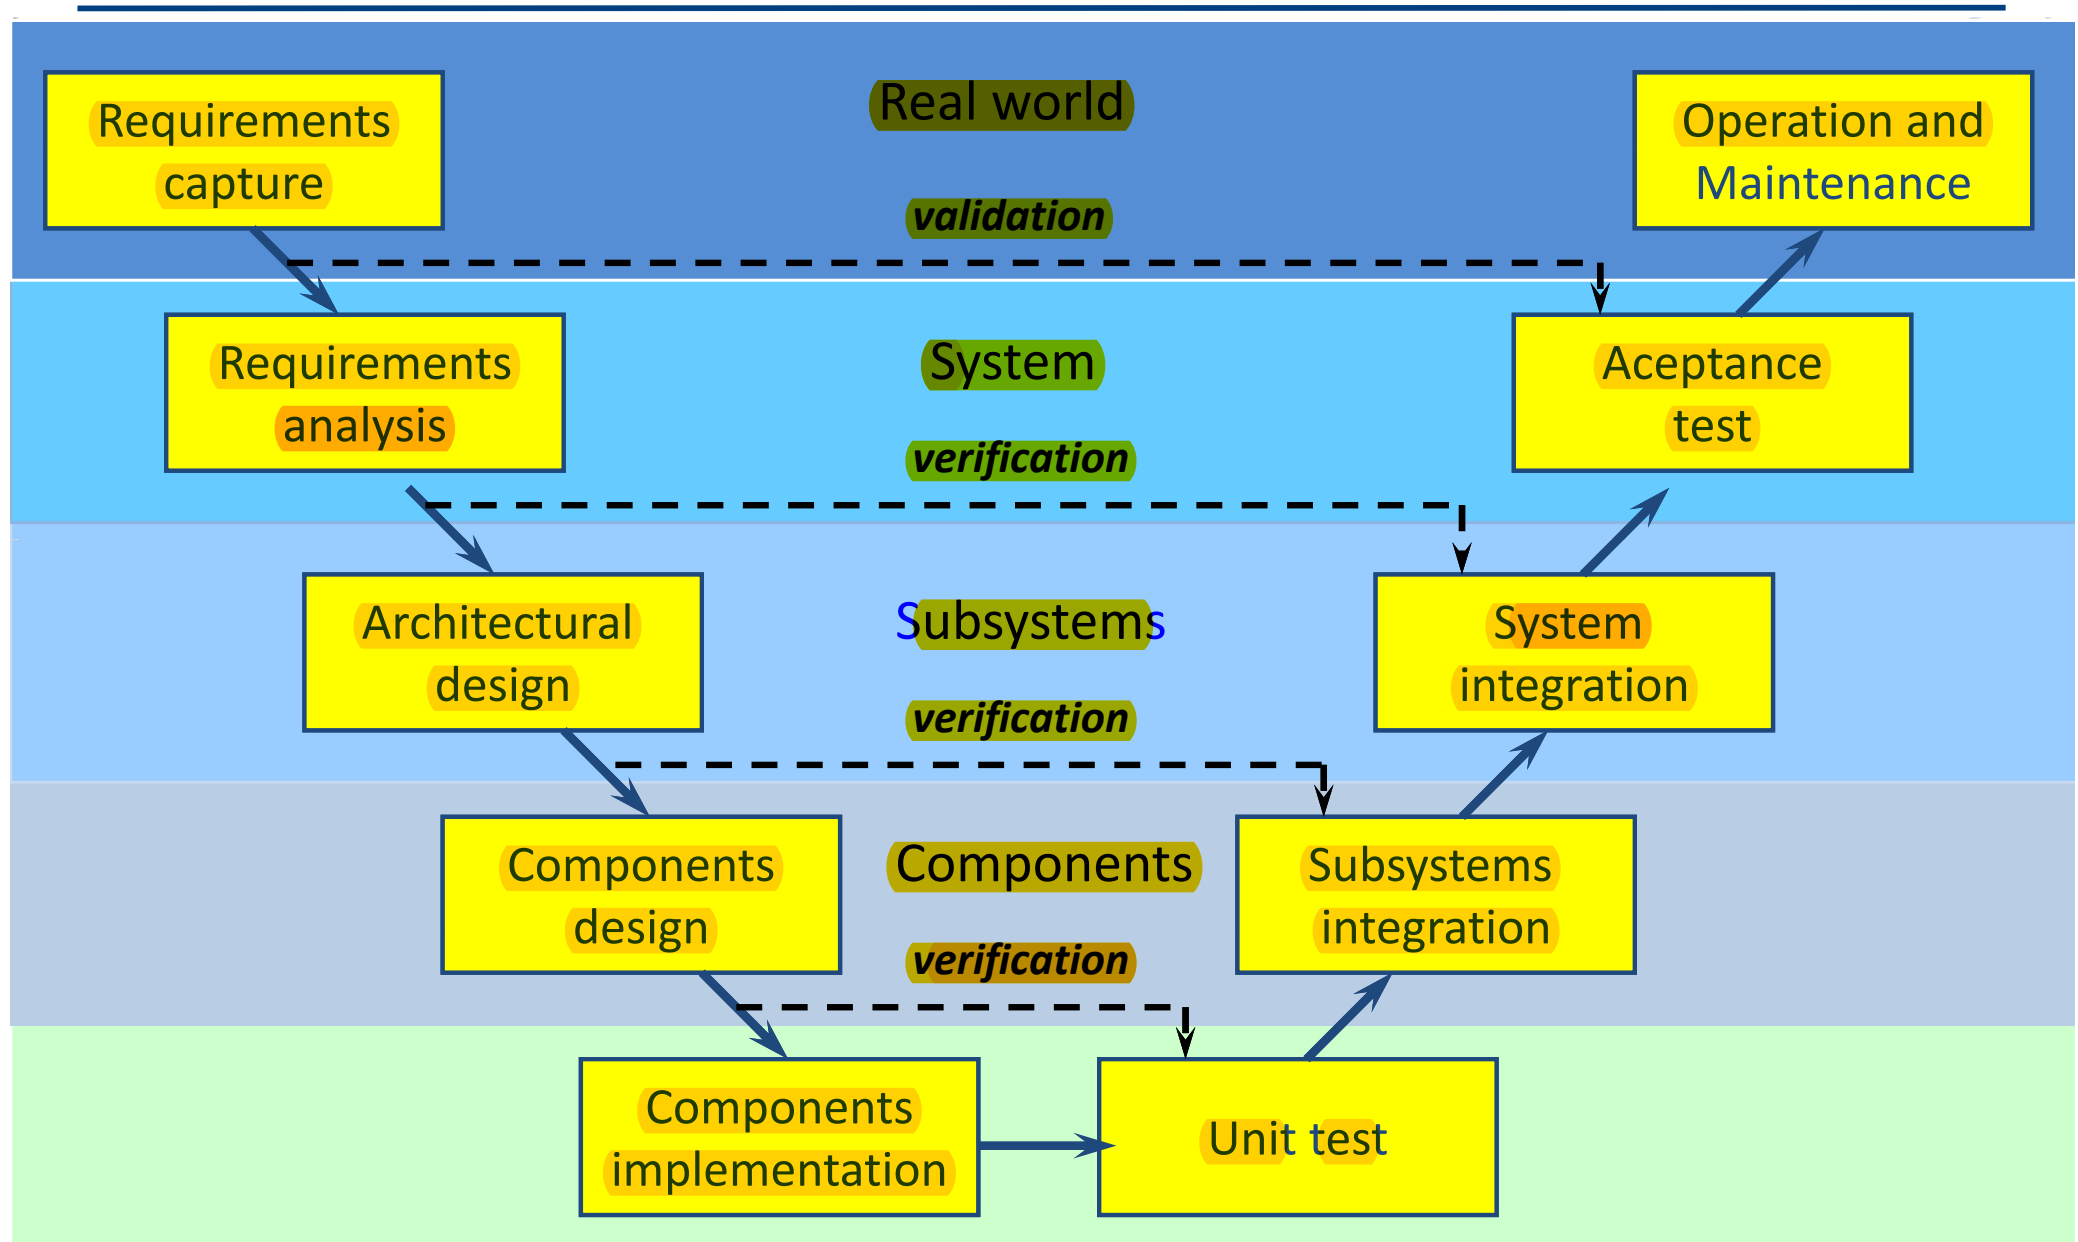 Requirements
capture
Real world
validation
Operation and
Maintenance
Requirements
analysis
System
verification
Aceptance
test
Architectural
design
Subsystems
verification
System
integration
Components
design
Components
verification
Subsystems
integration
Components
implementation
Unit test